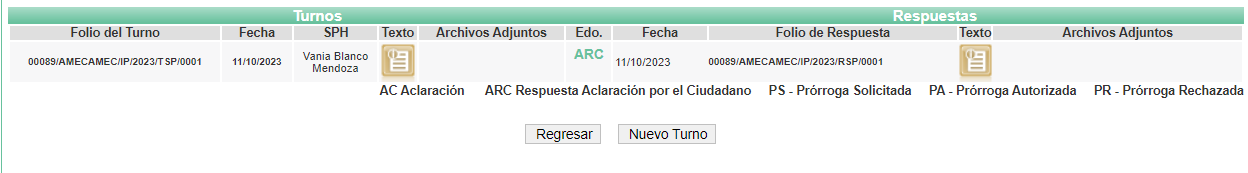 Turnos Respuestas
Folio del Turno Fecha SPH Texto Archivos Adjuntos Edo. Fecha Folio de Respuesta Texto Archivos Adjuntos
00089/AMECAMEC/IP/2023/TSP/0001 11/10/2023 Vania Blanco Mendoza ARC 11/10/2023 00089/AMECAMEC/IP/2023/RSP/0001
AC Aclaración ARC Respuesta Aclaración por el Ciudadano PS - Prórroga Solicitada PA - Prórroga Autorizada PR - Prórroga Rechazada
Regresar Nuevo Turno